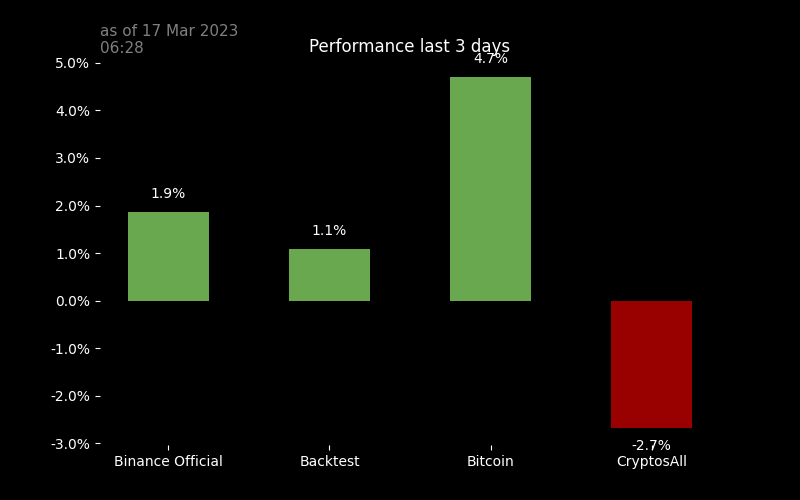 as of 17 Mar 2023
06:28
Performance last 3 days
5.0%
4.0%
3.0%
2.0%
1.0%
0.0%
-1.0%
-2.0%
-3.0%
1.9%
1.1%
4.7%
-2.7%
Binance Official
Backtest
Bitcoin
CryptosAll